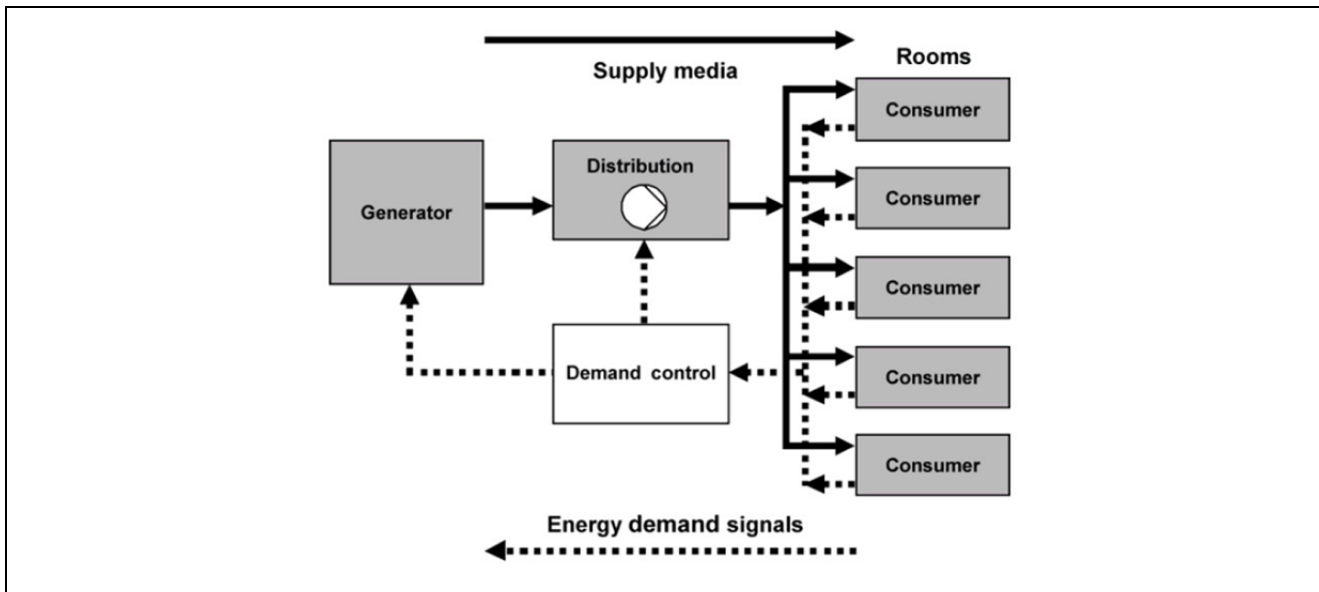 Supply media
Rooms
Consumer
Generator
Distribution
Consumer
Consumer
Demand control
Consumer
Consumer
Energy demand signals